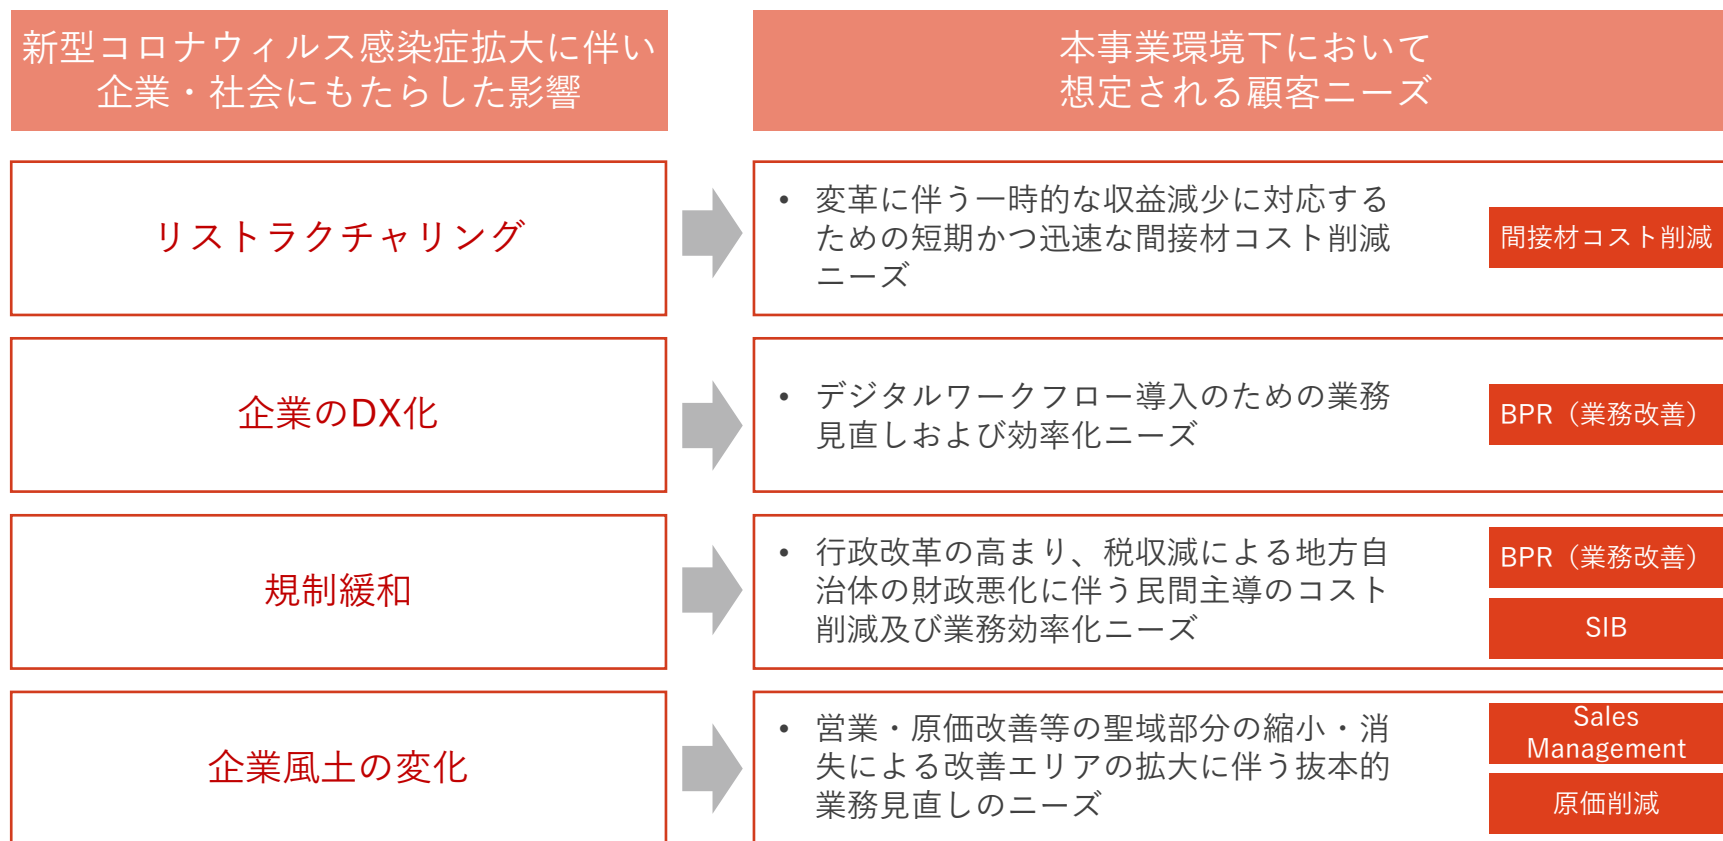 新型コロナウィルス感染症拡大に伴い
企業・社会にもたらした影響
本事業環境下において
想定される顧客ニーズ
リストラクチャリング
• 変革に伴う一時的な収益減少に対応する
ための短期かつ迅速な間接材コスト削減
ニーズ
間接材コスト削減
企業のDX化
• デジタルワークフロー導入のための業務
見直しおよび効率化ニーズ
BPR（業務改善）
規制緩和
• 行政改革の高まり、税収減による地方自
治体の財政悪化に伴う民間主導のコスト
削減及び業務効率化ニーズ
BPR（業務改善）
SIB
企業風土の変化
• 営業・原価改善等の聖域部分の縮小・消
失による改善エリアの拡大に伴う抜本的
業務見直しのニーズ
Sales
Management
原価削減